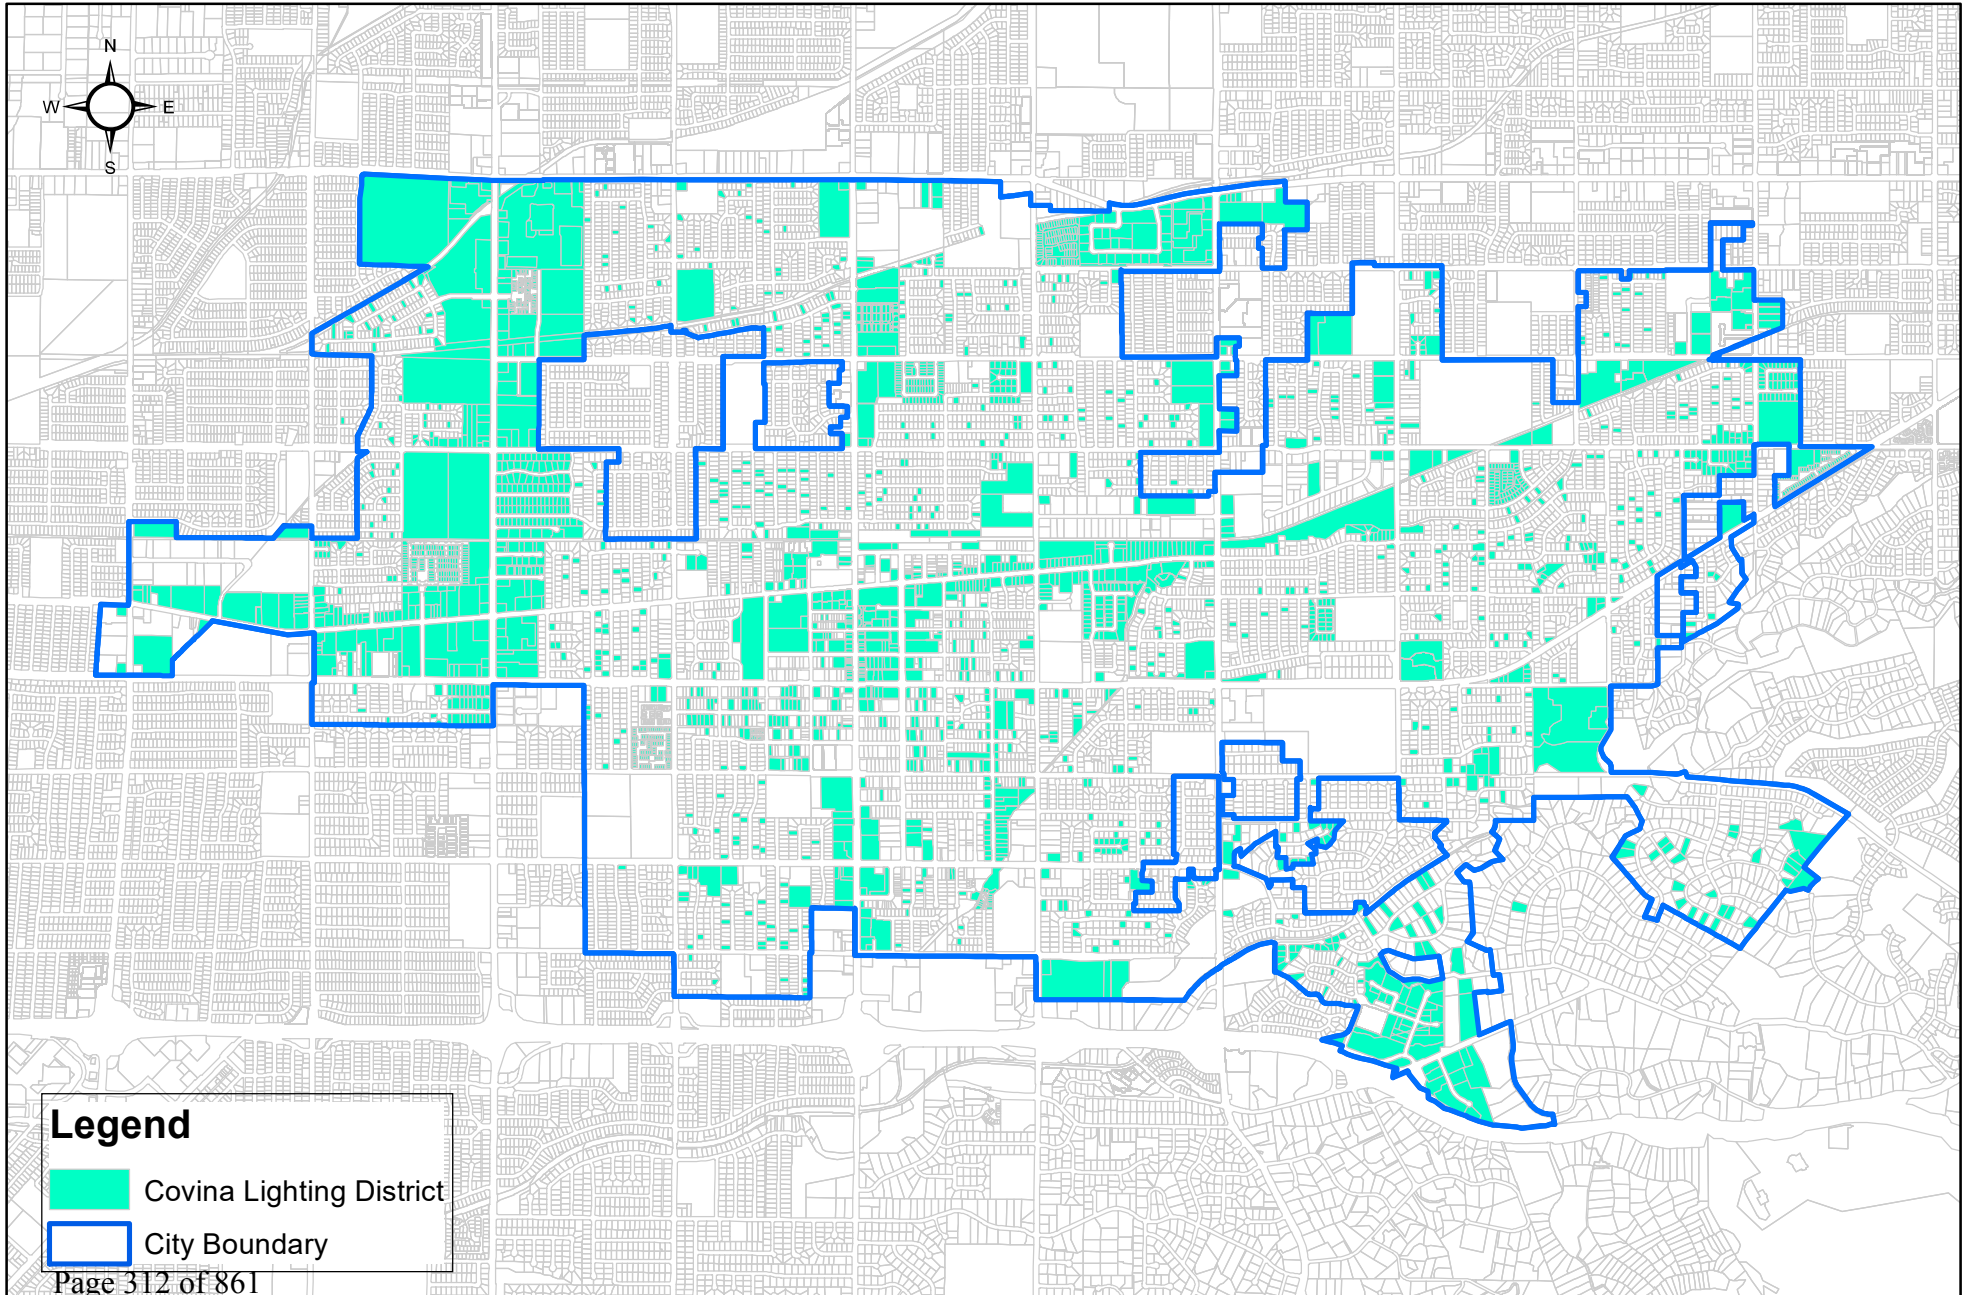 N
W E
S
Legend
Covina Lighting District
City Boundary
Page 312 of 861